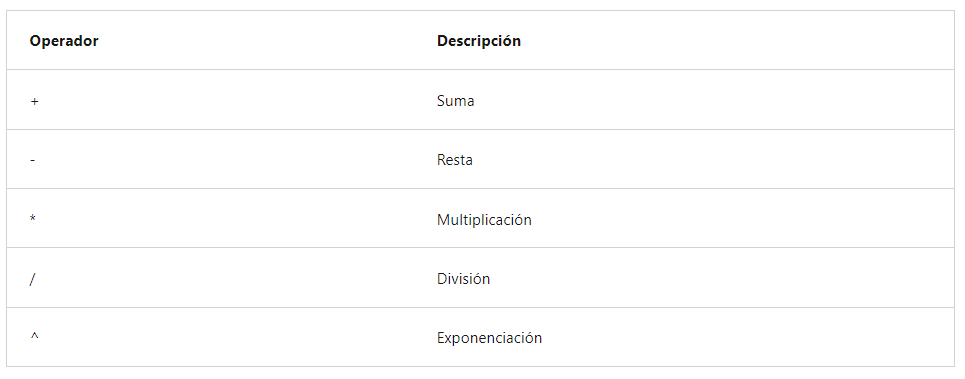 Operador Descripción
+ Suma
- Resta
* Multiplicación
/ División
^ Exponenciación